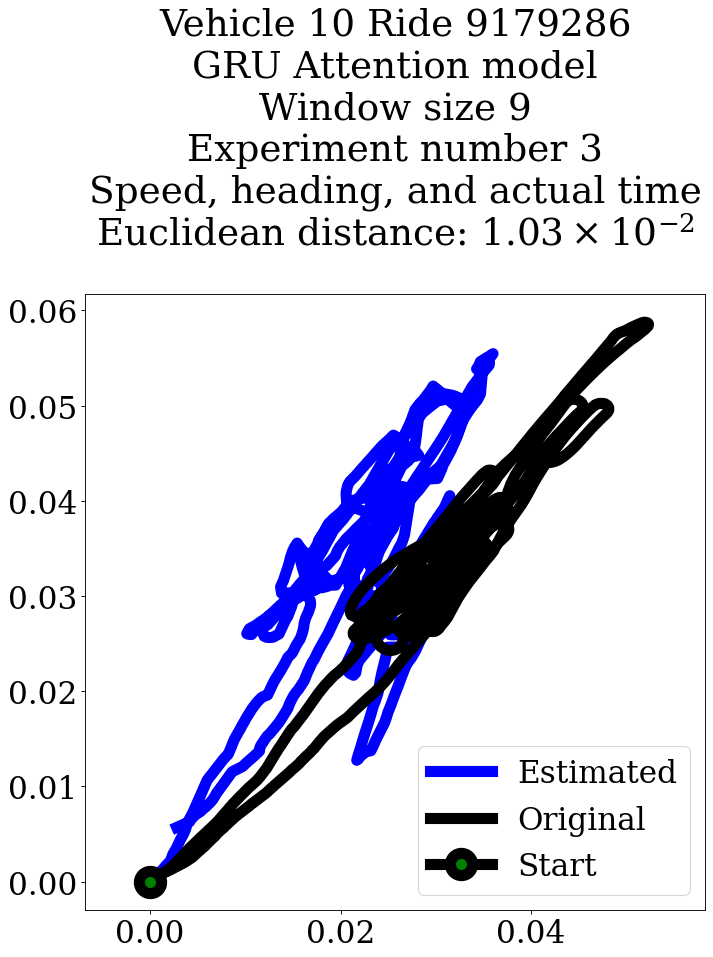 Vehicle 10 Ride 9179286
GRU Attention model
Window size 9
Experiment number 3
Speed, heading, and actual time
Euclidean distance: 1.03 × 10⁻²
0.06
0.05
0.04
0.03
0.02
0.01
0.00
0.00 0.02 0.04
Estimated
Original
Start